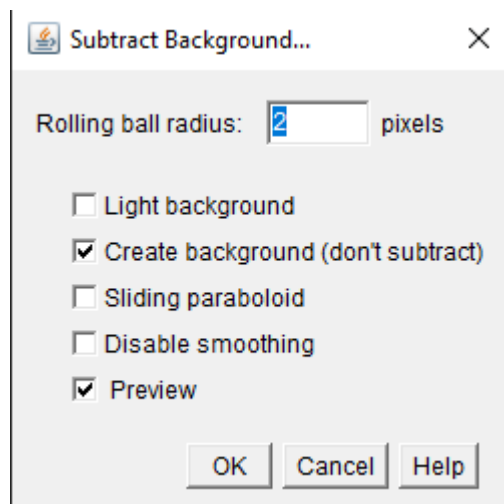 Subtract Background...
Rolling ball radius: 2 pixels
Light background
Create background (don't subtract)
Sliding paraboloid
Disable smoothing
Preview
OK Cancel Help